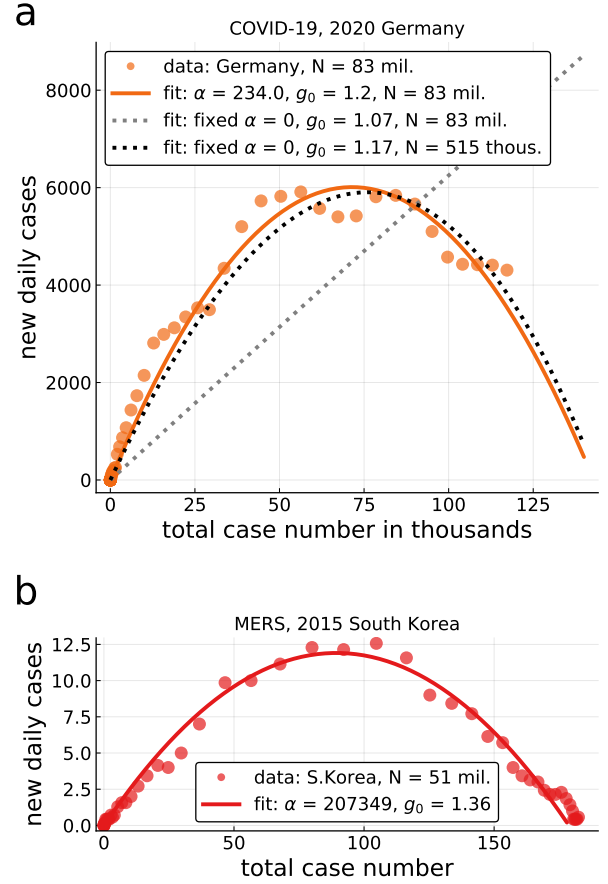 a
COVID-19, 2020 Germany
data: Germany, N = 83 mil.
fit: α = 234.0, g₀ = 1.2, N = 83 mil.
fit: fixed α = 0, g₀ = 1.07, N = 83 mil.
fit: fixed α = 0, g₀ = 1.17, N = 515 thous.
8000
6000
4000
2000
0
new daily cases
0 25 50 75 100 125
total case number in thousands
b
MERS, 2015 South Korea
12.5
10.0
7.5
5.0
2.5
0.0
new daily cases
data: S.Korea, N = 51 mil.
fit: α = 207349, g₀ = 1.36
0 50 100 150
total case number